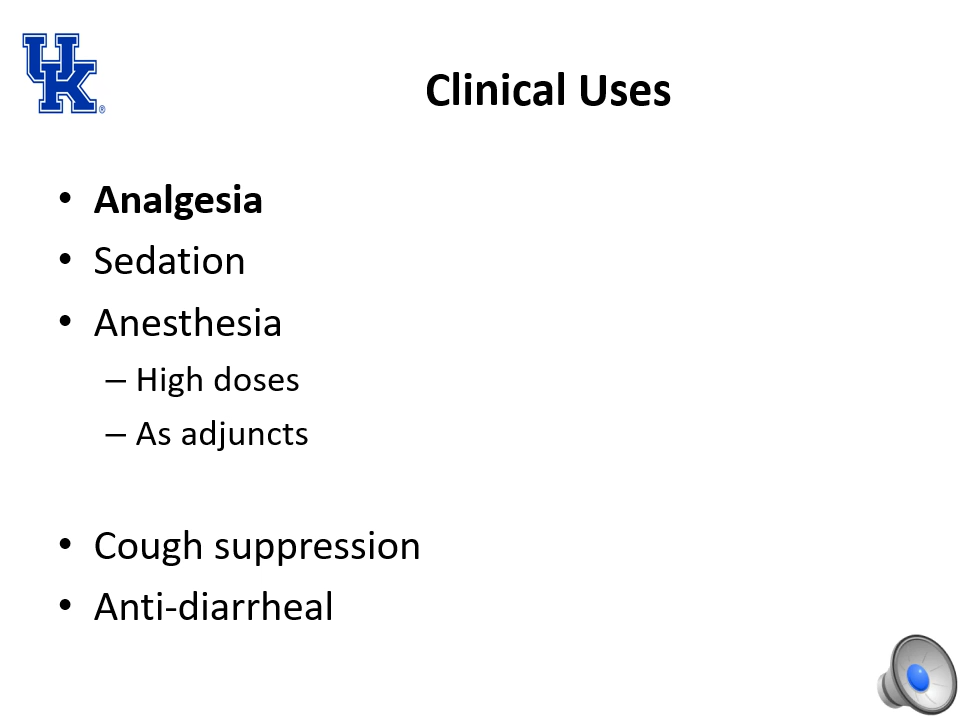 UK®
Clinical Uses
• Analgesia
• Sedation
• Anesthesia
– High doses
– As adjuncts
• Cough suppression
• Anti-diarrheal